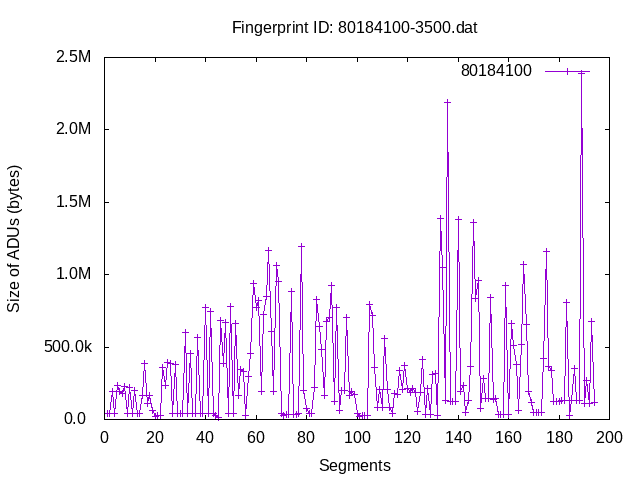 Fingerprint ID: 80184100-3500.dat
80184100
2.5M
2.0M
1.5M
1.0M
500.0k
0.0
0 20 40 60 80 100 120 140 160 180 200
Segments
Size of ADUs (bytes)